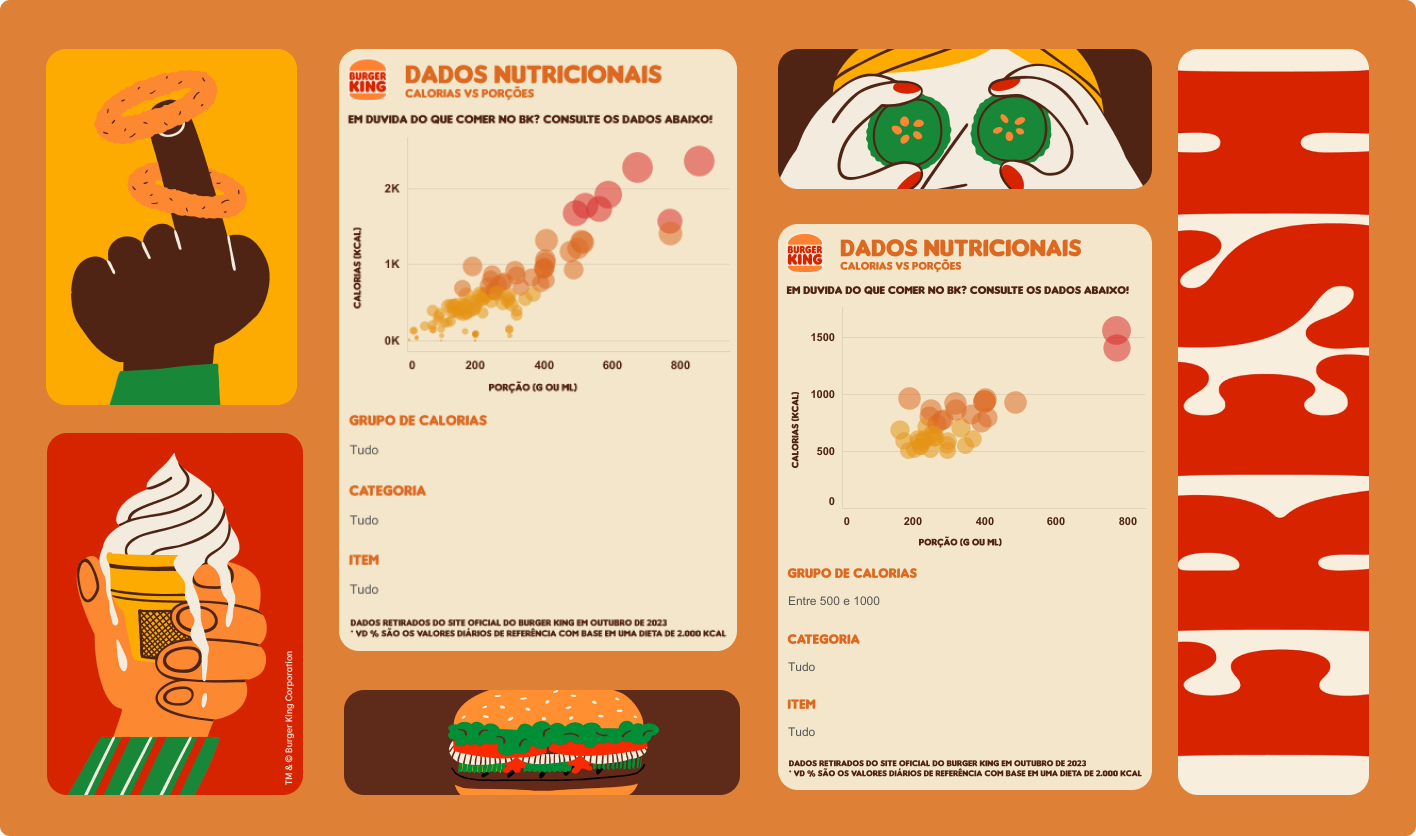 BURGER
KING
DADOS NUTRICIONAIS
CALORIAS VS PORÇÕES
EM DUVIDA DO QUE COMER NO BK? CONSULTE OS DADOS ABAIXO!
2K
1K
0K
CALORIAS (KCAL)
0 200 400 600 800
PORÇÃO (G OU ML)
GRUPO DE CALORIAS
Tudo
CATEGORIA
Tudo
ITEM
Tudo
DADOS RETIRADOS DO SITE OFICIAL DO BURGER KING EM OUTUBRO DE 2023
* VD % SÃO OS VALORES DIÁRIOS DE REFERÊNCIA COM BASE EM UMA DIETA DE 2.000 KCAL
TM & © Burger King Corporation
BURGER
KING
DADOS NUTRICIONAIS
CALORIAS VS PORÇÕES
EM DUVIDA DO QUE COMER NO BK? CONSULTE OS DADOS ABAIXO!
1500
1000
500
0
CALORIAS (KCAL)
0 200 400 600 800
PORÇÃO (G OU ML)
GRUPO DE CALORIAS
Entre 500 e 1000
CATEGORIA
Tudo
ITEM
Tudo
DADOS RETIRADOS DO SITE OFICIAL DO BURGER KING EM OUTUBRO DE 2023
* VD % SÃO OS VALORES DIÁRIOS DE REFERÊNCIA COM BASE EM UMA DIETA DE 2.000 KCAL